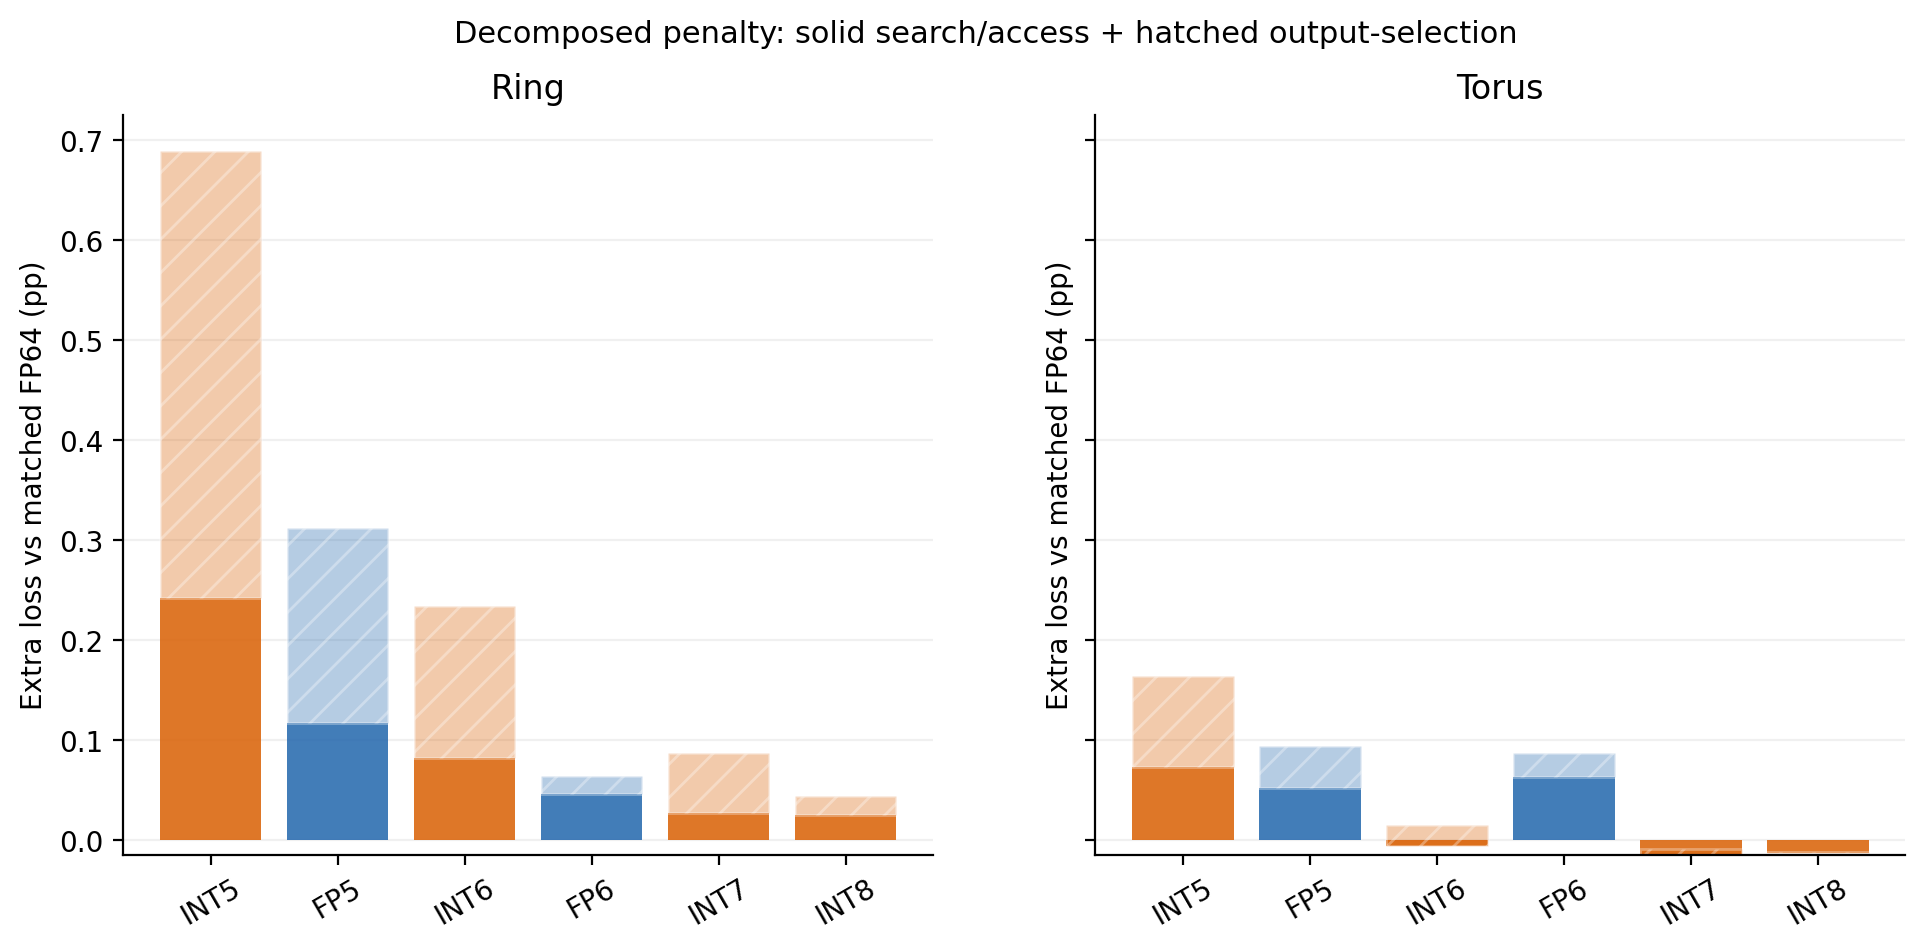 Decomposed penalty: solid search/access + hatched output-selection
Ring
Extra loss vs matched FP64 (pp)
0.7
0.6
0.5
0.4
0.3
0.2
0.1
0.0
INT5
FP5
INT6
FP6
INT7
INT8
Torus
Extra loss vs matched FP64 (pp)
INT5
FP5
INT6
FP6
INT7
INT8